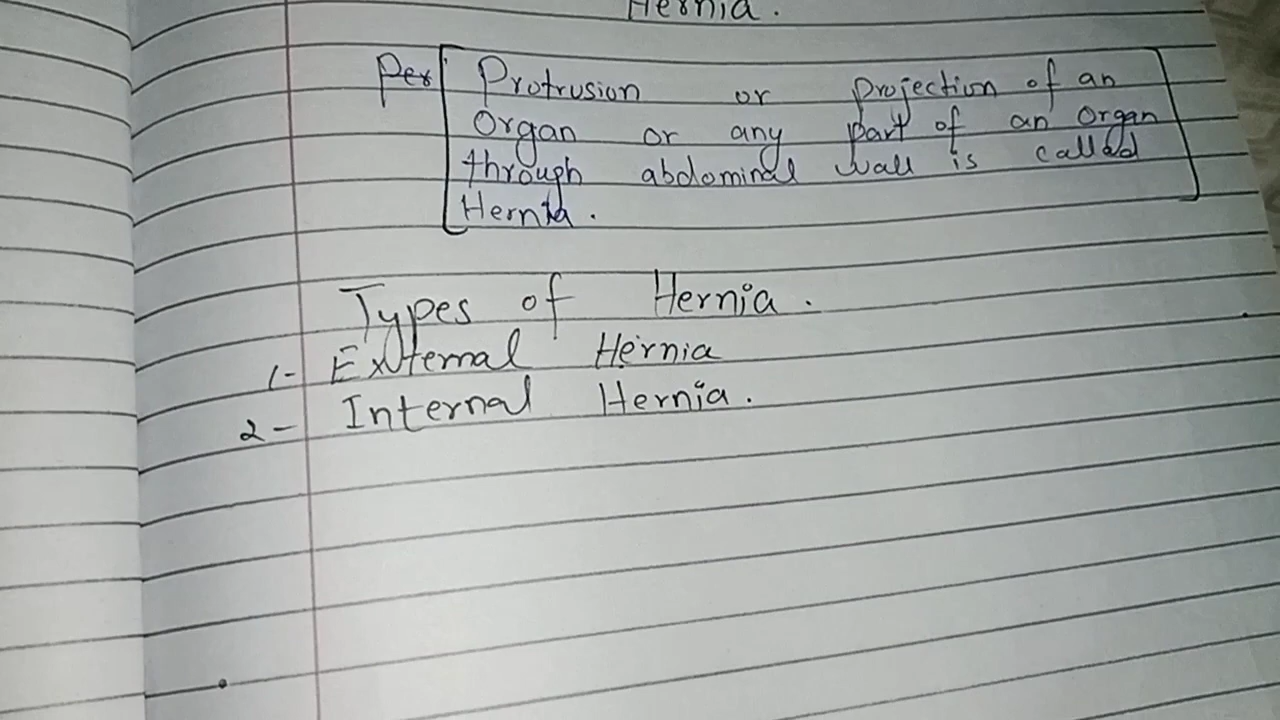 Hernia.
Per Protrusion or projection of an
Organ or any part of an Organ
through abdominal wall is called
Hernia.
Types of Hernia.
1- External Hernia
2- Internal Hernia.